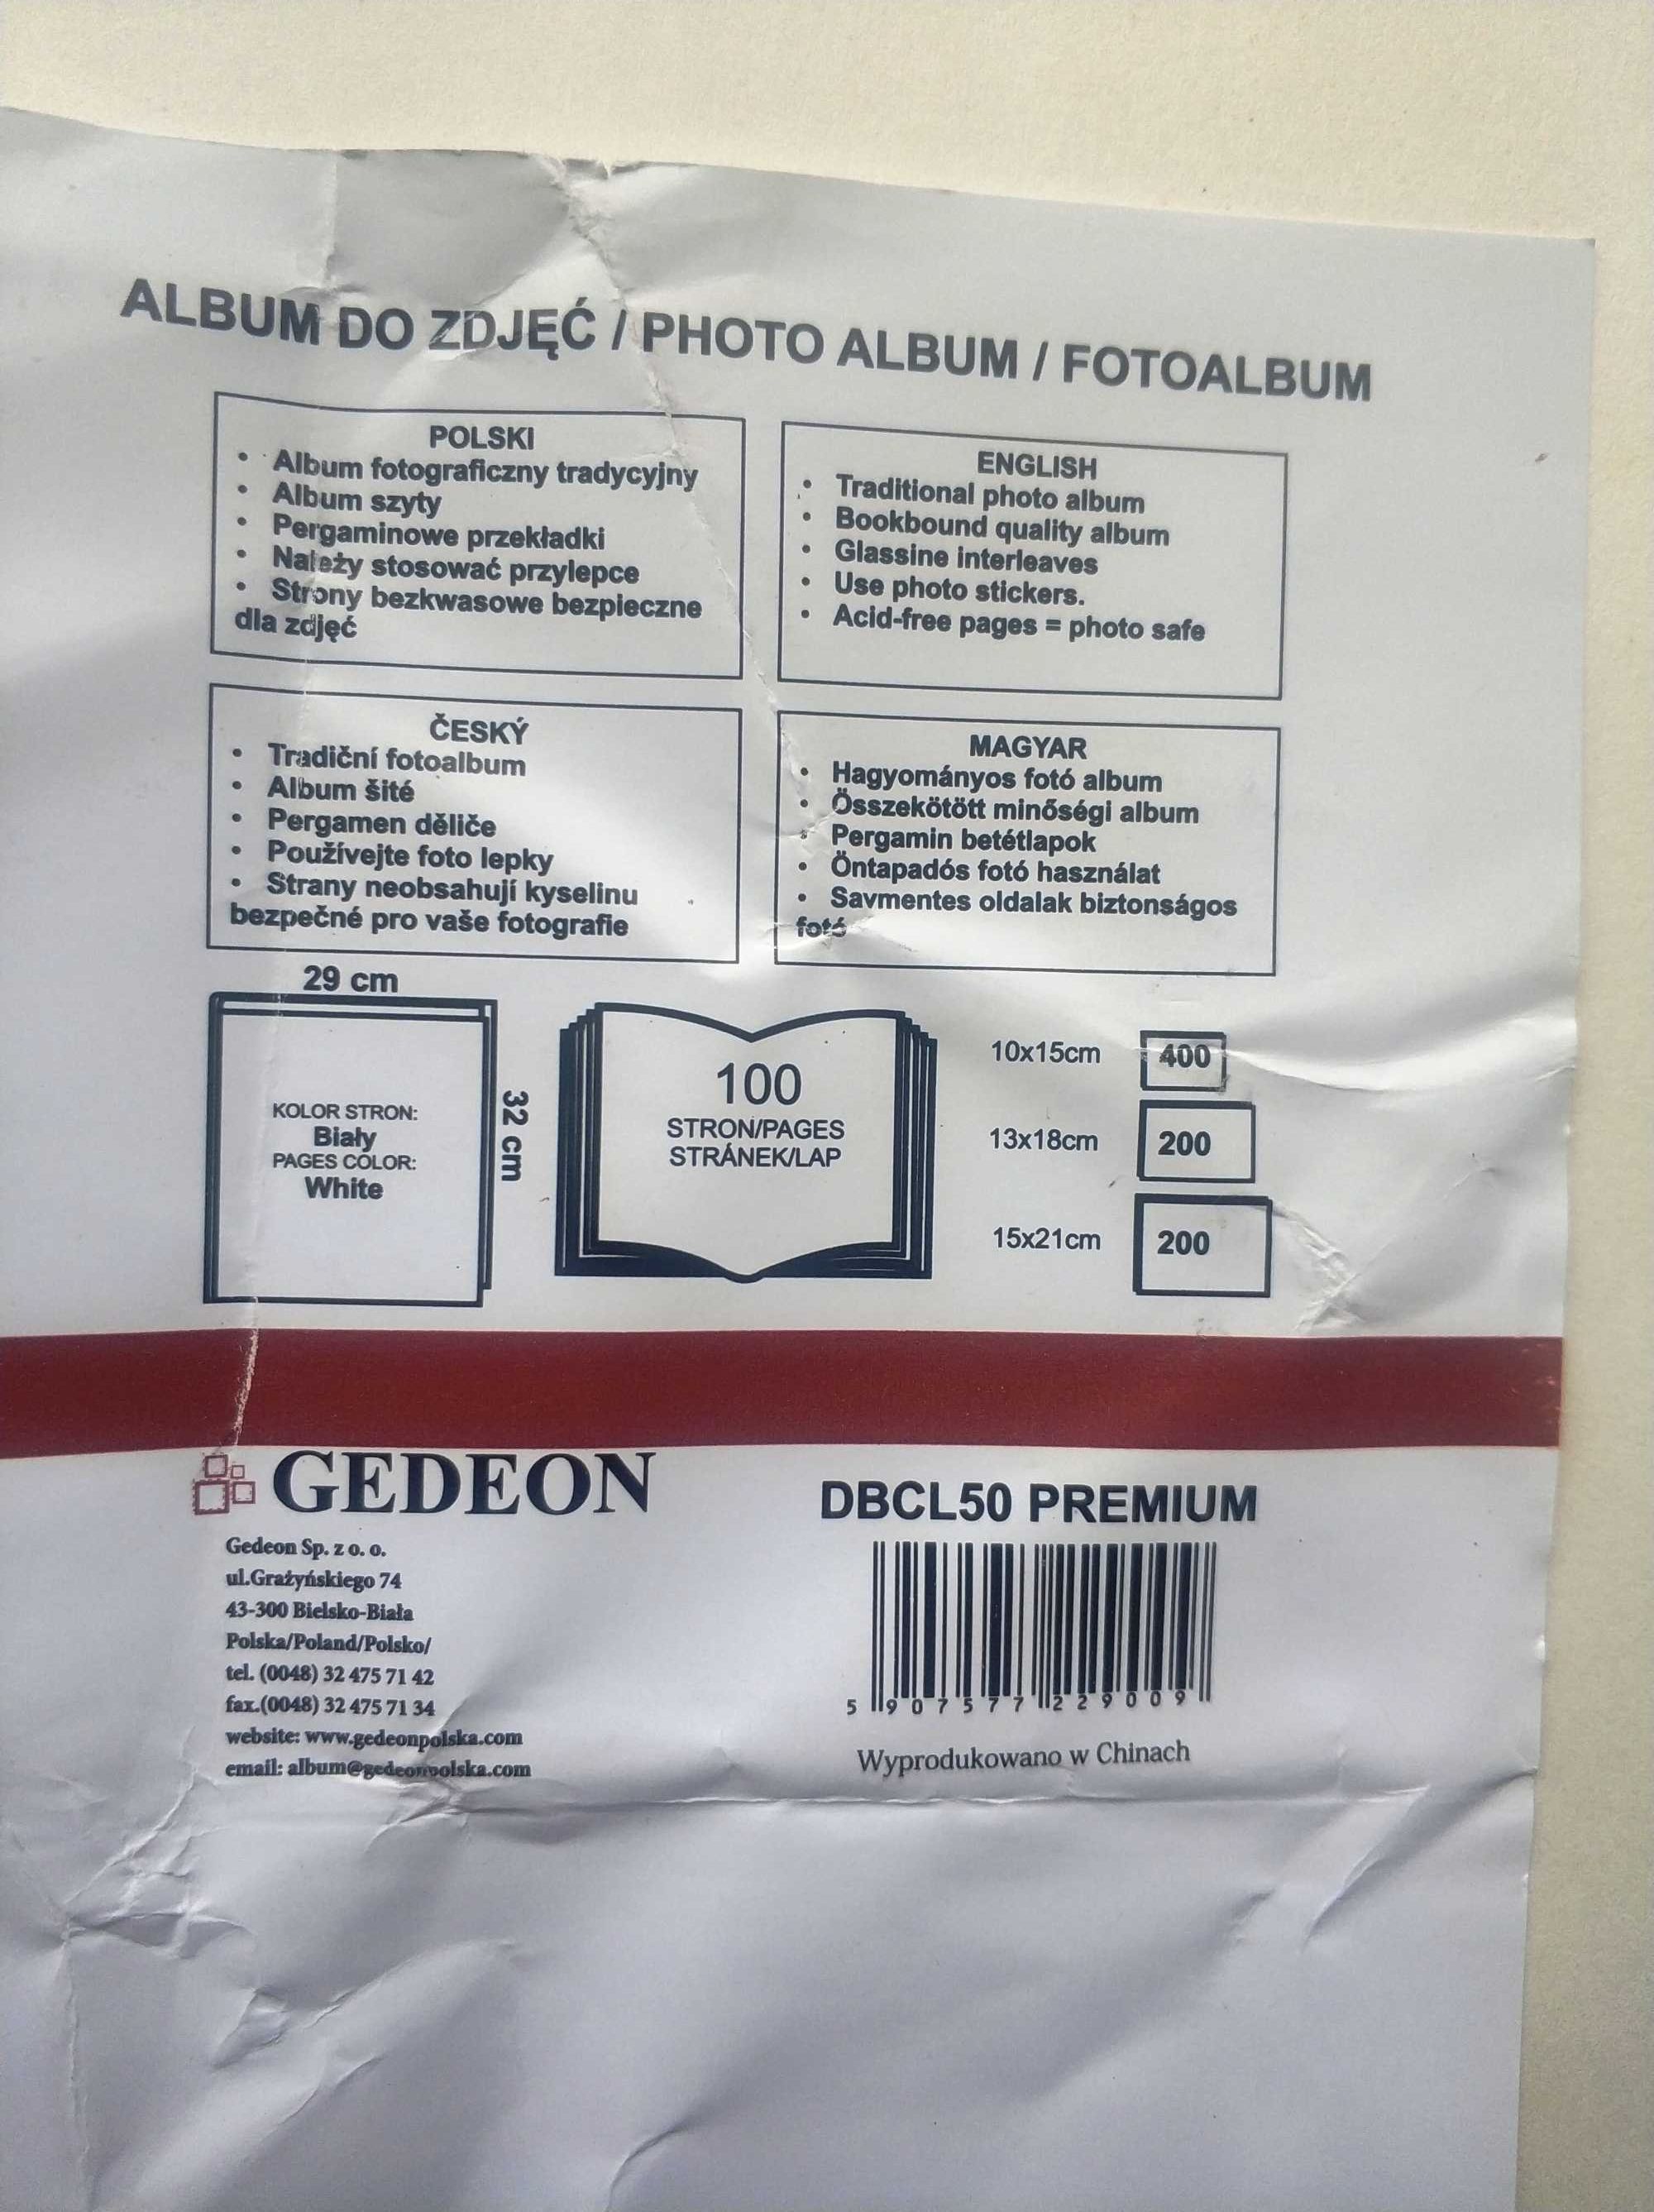 ALBUM DO ZDJĘĆ / PHOTO ALBUM / FOTOALBUM
POLSKI
• Album fotograficzny tradycyjny
• Album szyty
• Pergaminowe przekładki
• Należy stosować przylepce
• Strony bezkwasowe bezpieczne
dla zdjęć
ENGLISH
• Traditional photo album
• Bookbound quality album
• Glassine interleaves
• Use photo stickers.
• Acid-free pages = photo safe
ČESKÝ
• Tradiční fotoalbum
• Album šité
• Pergamen děliče
• Používejte foto lepky
• Strany neobsahují kyselinu
bezpečné pro vaše fotografie
MAGYAR
• Hagyományos fotó album
• Összekötött minőségi album
• Pergamin betétlapok
• Öntapadós fotó használat
• Savmentes oldalak biztonságos
fotó
29 cm
32 cm
KOLOR STRON:
Biały
PAGES COLOR:
White
100
STRON/PAGES
STRÁNEK/LAP
10x15cm 400
13x18cm 200
15x21cm 200
GEDEON
Gedeon Sp. z o. o.
ul.Grażyńskiego 74
43-300 Bielsko-Biała
Polska/Poland/Polsko/
tel. (0048) 32 475 71 42
fax.(0048) 32 475 71 34
website: www.gedeonpolska.com
email: album@gedeonpolska.com
DBCL50 PREMIUM
5 907577 229009
Wyprodukowano w Chinach